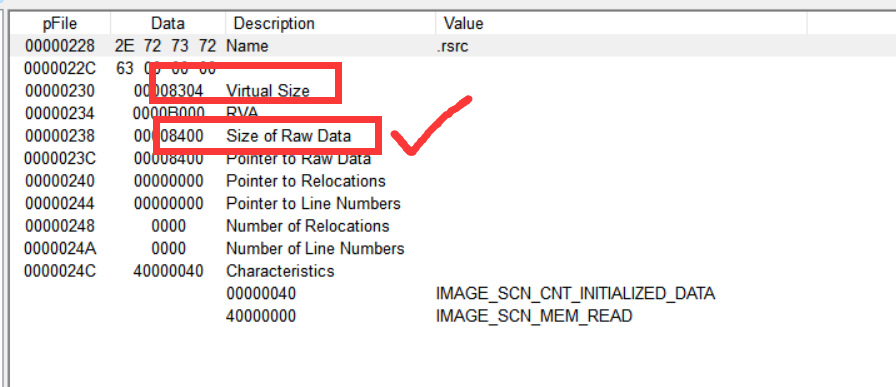 pFile Data Description Value
00000228 2E 72 73 72 Name .rsrc
0000022C 63 00 00 00
00000230 00008304 Virtual Size
00000234 0000B000 RVA
00000238 00008400 Size of Raw Data
0000023C 00008400 Pointer to Raw Data
00000240 00000000 Pointer to Relocations
00000244 00000000 Pointer to Line Numbers
00000248 0000 Number of Relocations
0000024A 0000 Number of Line Numbers
0000024C 40000040 Characteristics
00000040 IMAGE_SCN_CNT_INITIALIZED_DATA
40000000 IMAGE_SCN_MEM_READ